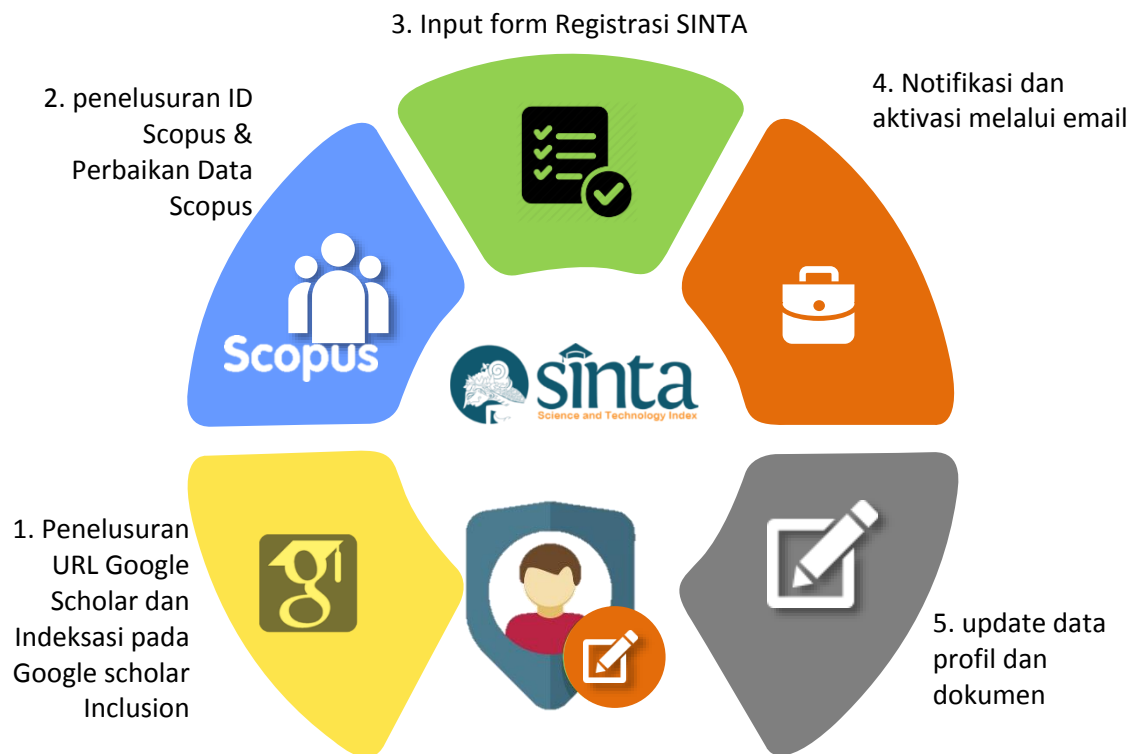 3. Input form Registrasi SINTA
2. penelusuran ID
Scopus &
Perbaikan Data
Scopus
4. Notifikasi dan
aktivasi melalui email
Scopus
sinta
Science and Technology Index
1. Penelusuran
URL Google
Scholar dan
Indeksasi pada
Google scholar
Inclusion
g
5. update data
profil dan
dokumen